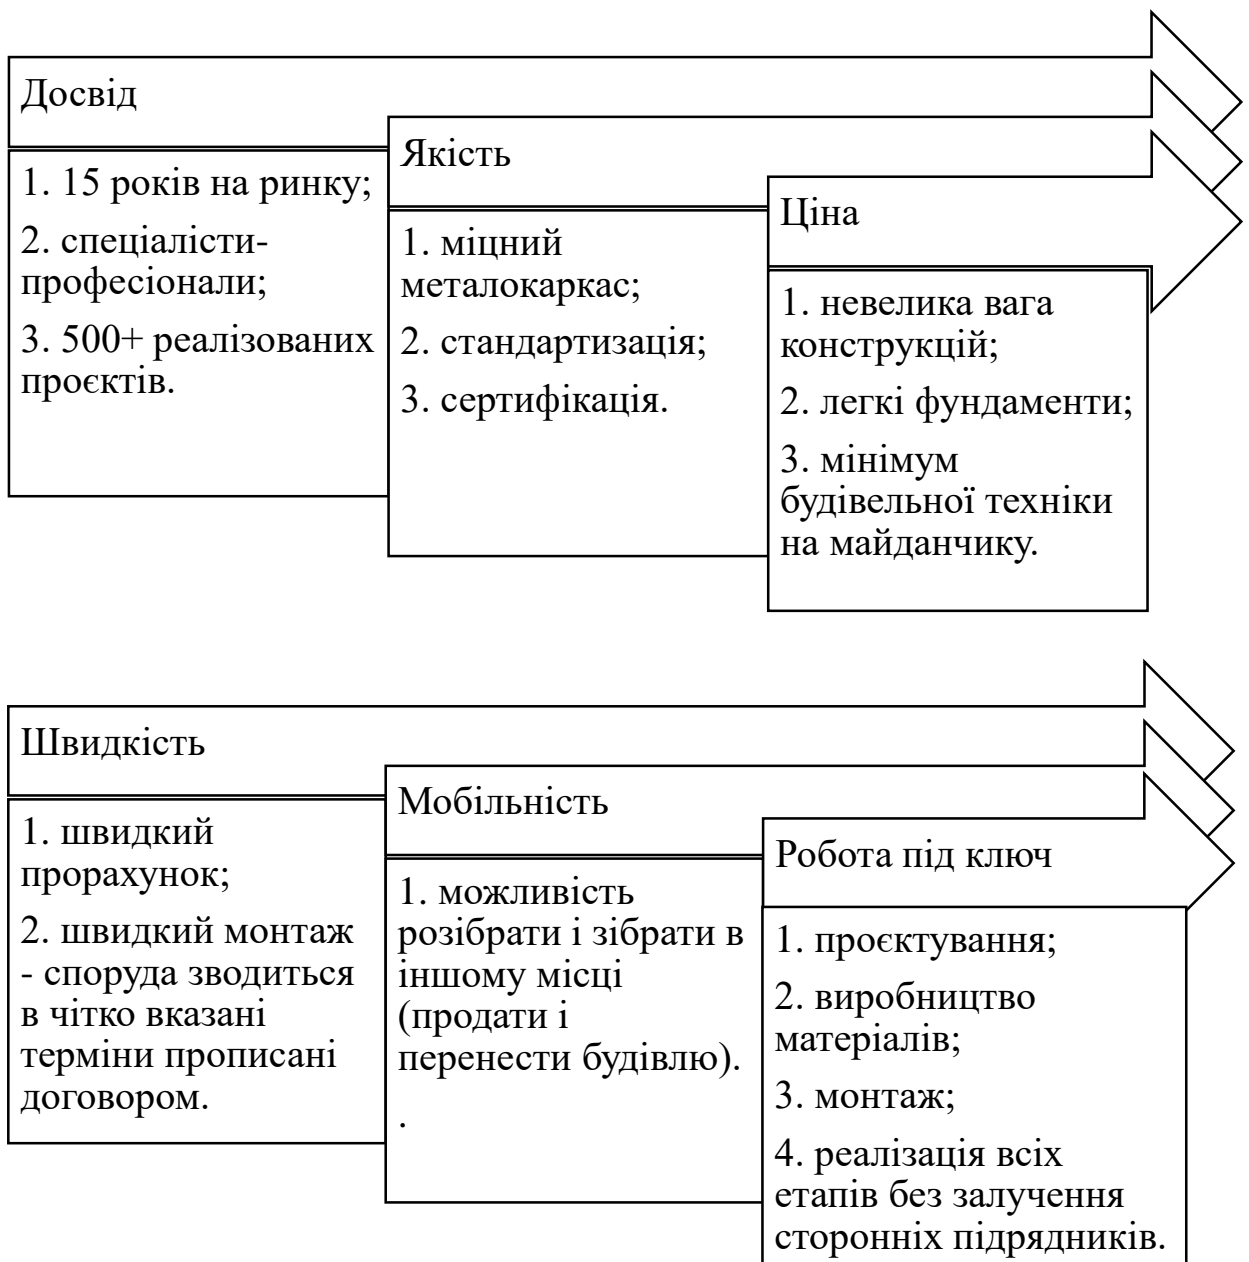 Досвід
1. 15 років на ринку;
2. спеціалісти-
професіонали;
3. 500+ реалізованих
проєктів.
Якість
1. міцний
металокаркас;
2. стандартизація;
3. сертифікація.
Ціна
1. невелика вага
конструкцій;
2. легкі фундаменти;
3. мінімум
будівельної техніки
на майданчику.
Швидкість
1. швидкий
прорахунок;
2. швидкий монтаж
- споруда зводиться
в чітко вказані
терміни прописані
договором.
Мобільність
1. можливість
розібрати і зібрати в
іншому місці
(продати і
перенести будівлю).
.
Робота під ключ
1. проєктування;
2. виробництво
матеріалів;
3. монтаж;
4. реалізація всіх
етапів без залучення
сторонніх підрядників.